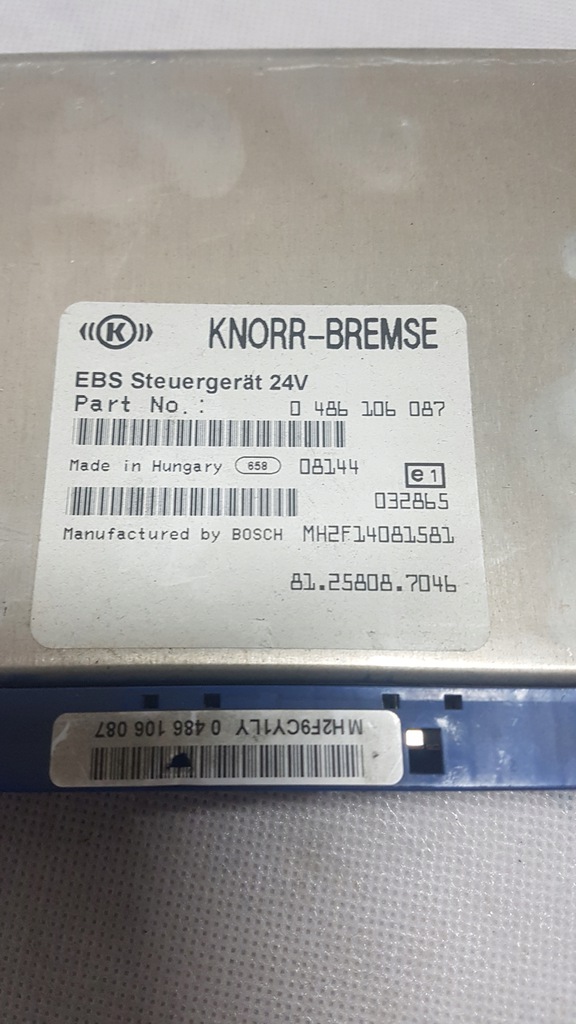 K KNORR-BREMSE
EBS Steuergerät 24V
Part No.: 0 486 106 087
Made in Hungary 658 08144 e1
032865
Manufactured by BOSCH MH2F14081581
81.25808.7046
MH2F9CY1LY 0 486 106 087